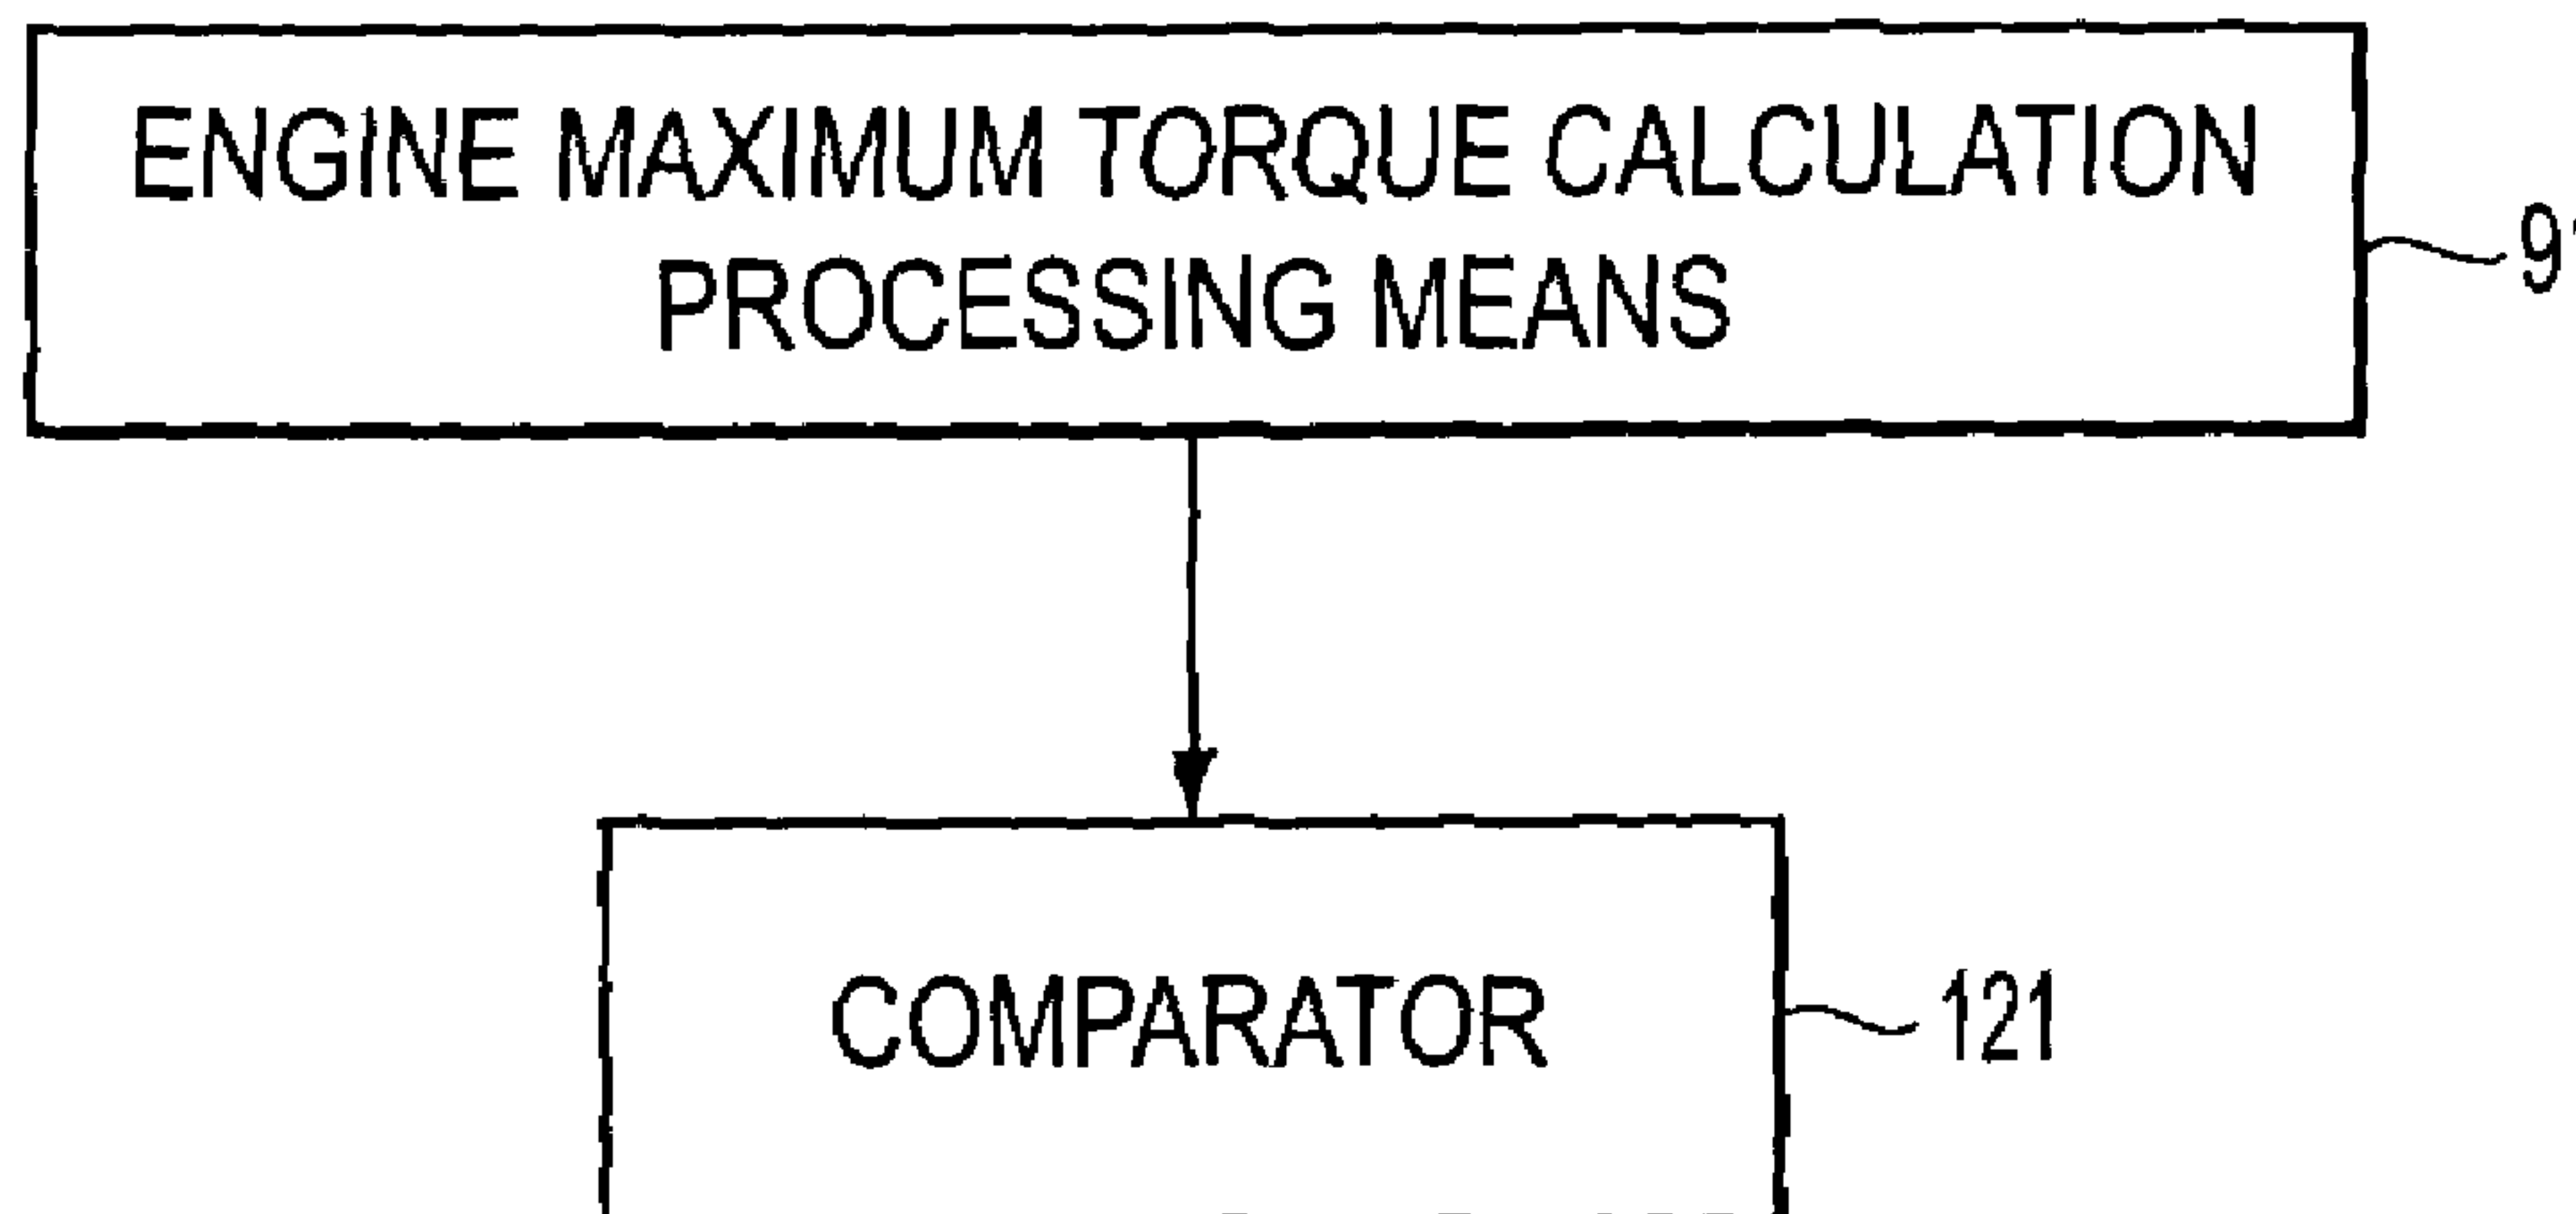 ENGINE MAXIMUM TORQUE CALCULATION
PROCESSING MEANS
COMPARATOR
121